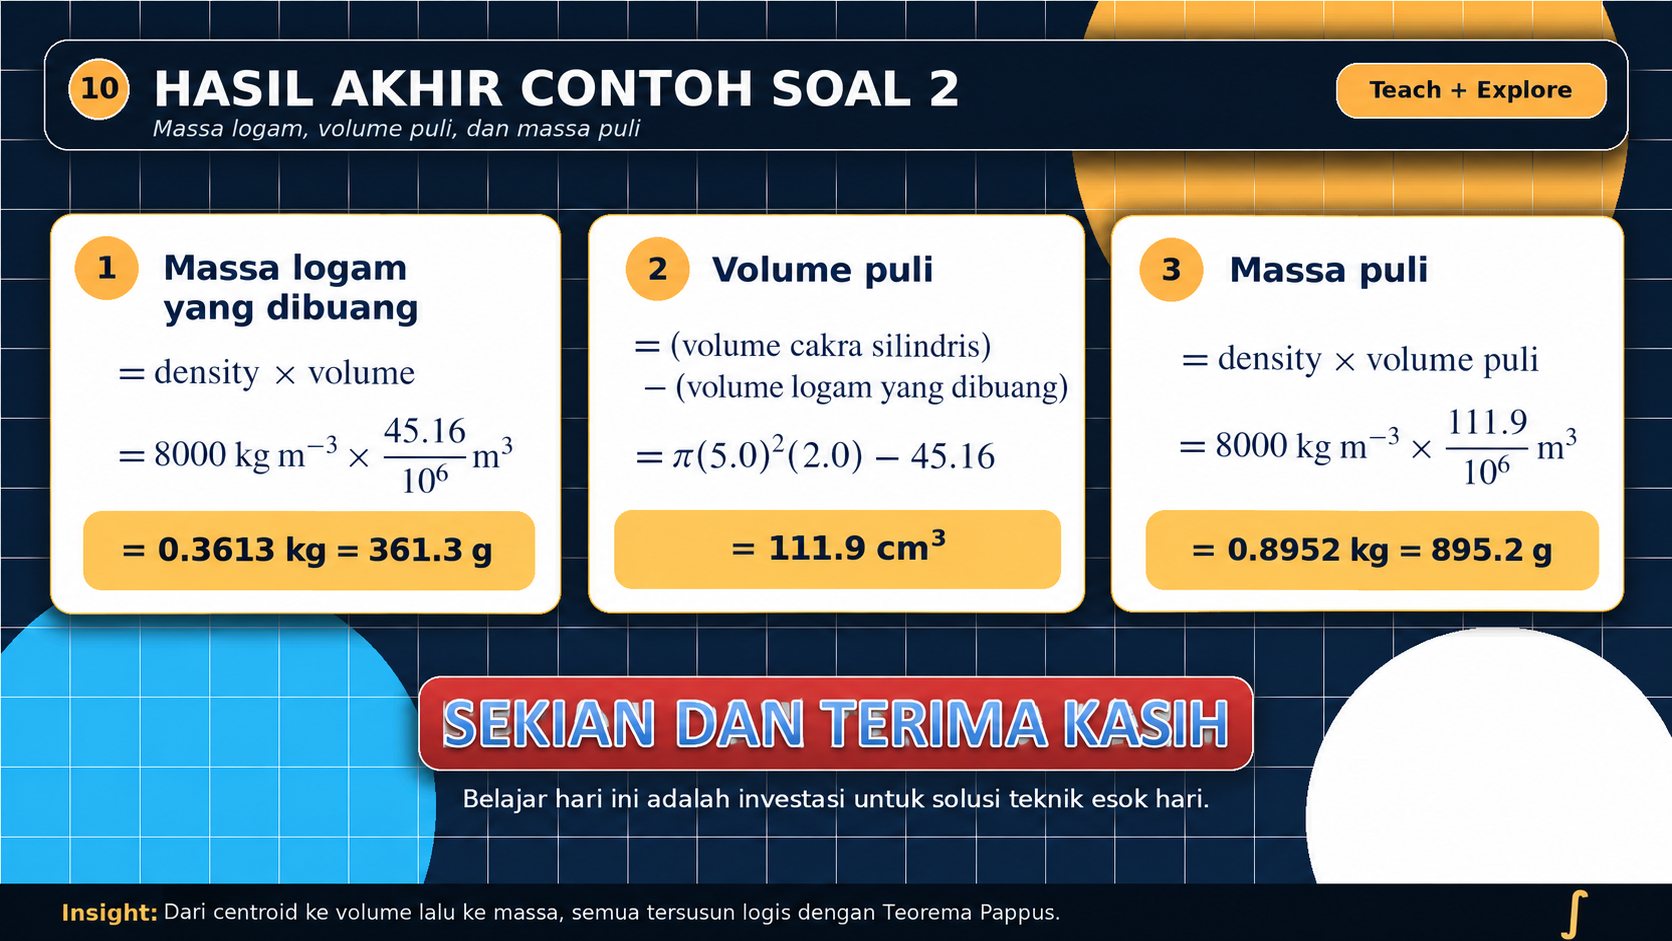 10
HASIL AKHIR CONTOH SOAL 2
Massa logam, volume puli, dan massa puli
Teach + Explore
1
Massa logam
yang dibuang
= density × volume
= 8000 kg m⁻³ × 45.16/10⁶ m³
= 0.3613 kg = 361.3 g
2
Volume puli
= (volume cakra silindris)
− (volume logam yang dibuang)
= π(5.0)²(2.0) − 45.16
= 111.9 cm³
3
Massa puli
= density × volume puli
= 8000 kg m⁻³ × 111.9/10⁶ m³
= 0.8952 kg = 895.2 g
SEKIAN DAN TERIMA KASIH
Belajar hari ini adalah investasi untuk solusi teknik esok hari.
Insight: Dari centroid ke volume lalu ke massa, semua tersusun logis dengan Teorema Pappus.
∫